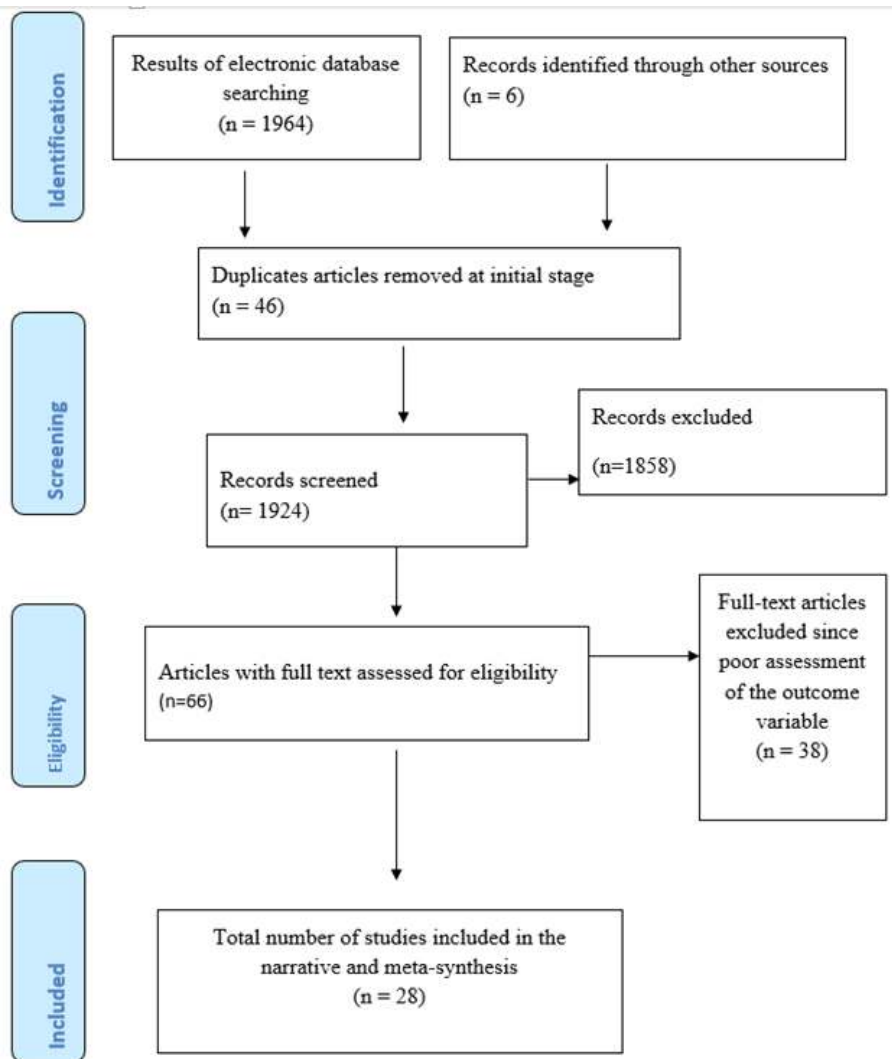 Identification
Results of electronic database
searching
(n = 1964)
Records identified through other sources
(n = 6)
Duplicates articles removed at initial stage
(n = 46)
Screening
Records screened
(n= 1924)
Records excluded
(n=1858)
Eligibility
Articles with full text assessed for eligibility
(n=66)
Full-text articles
excluded since
poor assessment
of the outcome
variable
(n = 38)
Included
Total number of studies included in the
narrative and meta-synthesis
(n = 28)